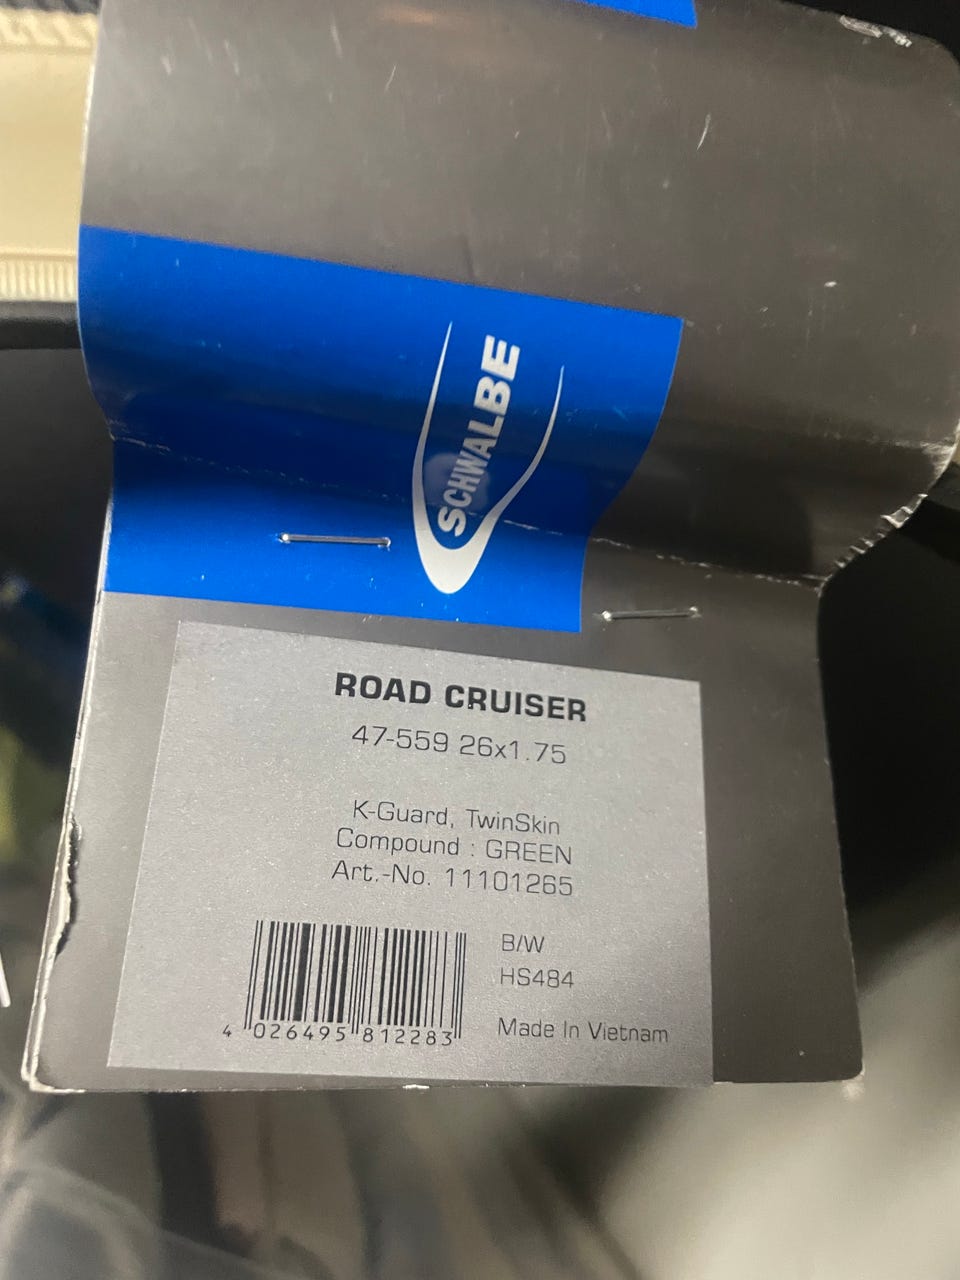 SCHWALBE
ROAD CRUISER
47-559 26x1.75
K-Guard, TwinSkin
Compound : GREEN
Art.-No. 11101265
B/W
HS484
Made In Vietnam
4 026495 812283